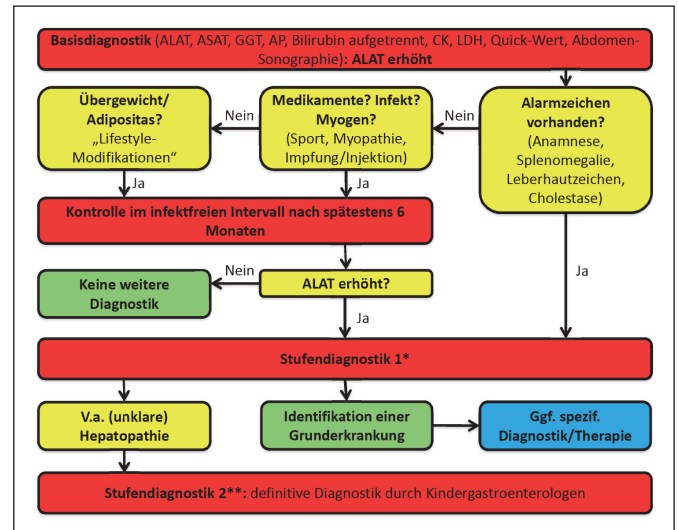 Basisdiagnostik (ALAT, ASAT, GGT, AP, Bilirubin aufgetrennt, CK, LDH, Quick-Wert, Abdomen-
Sonographie): ALAT erhöht
Übergewicht/
Adipositas?
„Lifestyle-
Modifikationen“
Nein
Medikamente? Infekt?
Myogen?
(Sport, Myopathie,
Impfung/Injektion)
Nein
Alarmzeichen
vorhanden?
(Anamnese,
Splenomegalie,
Leberhautzeichen,
Cholestase)
Ja
Ja
Kontrolle im infektfreien Intervall nach spätestens 6
Monaten
Keine weitere
Diagnostik
Nein
ALAT erhöht?
Ja
Ja
Stufendiagnostik 1*
V.a. (unklare)
Hepatopathie
Identifikation einer
Grunderkrankung
Ggf. spezif.
Diagnostik/Therapie
Stufendiagnostik 2**: definitive Diagnostik durch Kindergastroenterologen